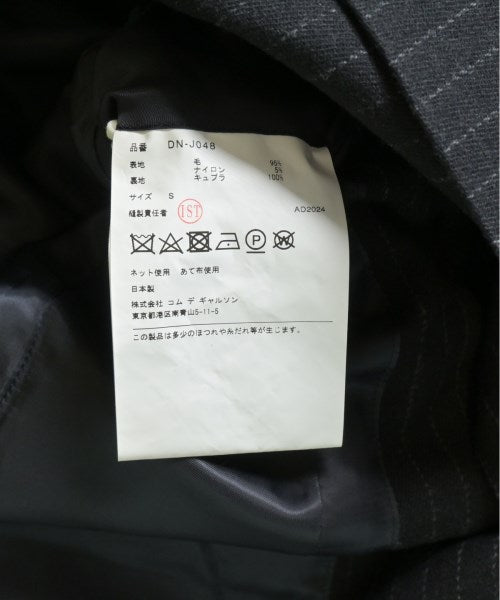 品番 DN-J048
表地 毛 95%
ナイロン 5%
裏地 キュプラ 100%
サイズ S
縫製責任者 IST AD2024
ネット使用 あて布使用
日本製
株式会社 コム デ ギャルソン
東京都港区南青山5-11-5
この製品は多少のほつれや糸だれ等が生じます。